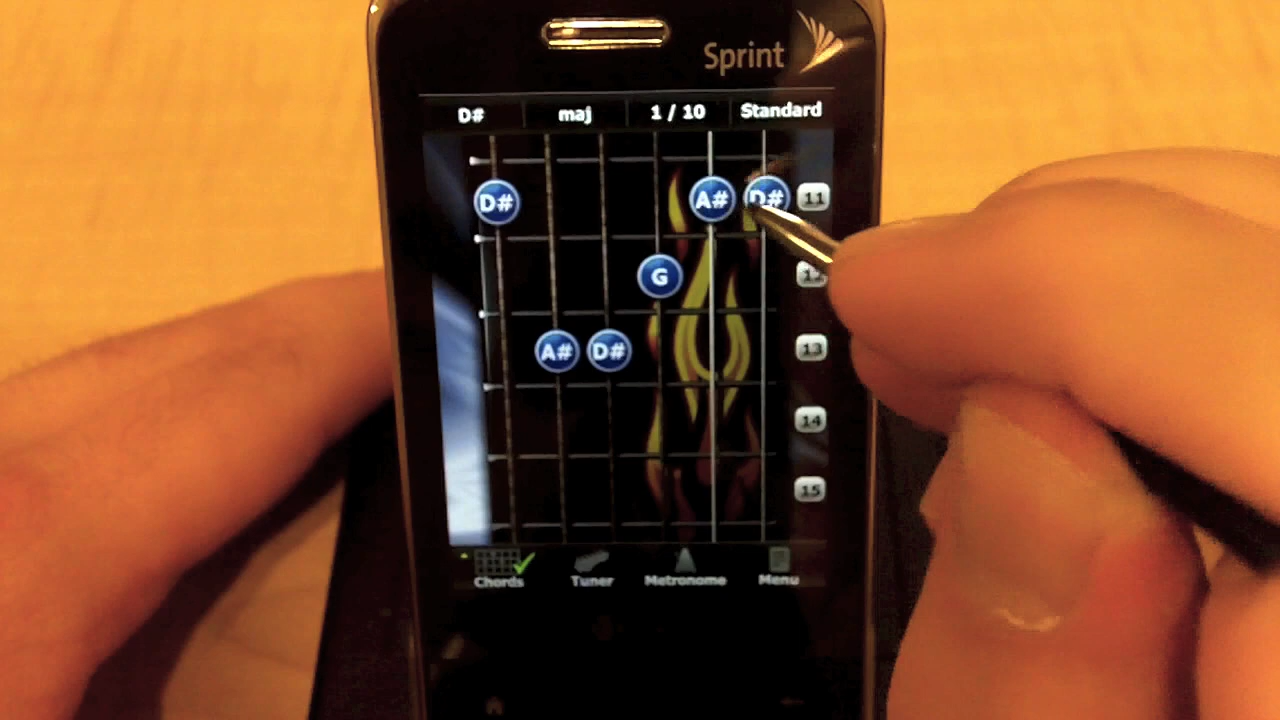 Sprint
D# maj 1 / 10 Standard
D# A# D# 11
G 12
A# D# 13
14
15
Chords Tuner Metronome Menu